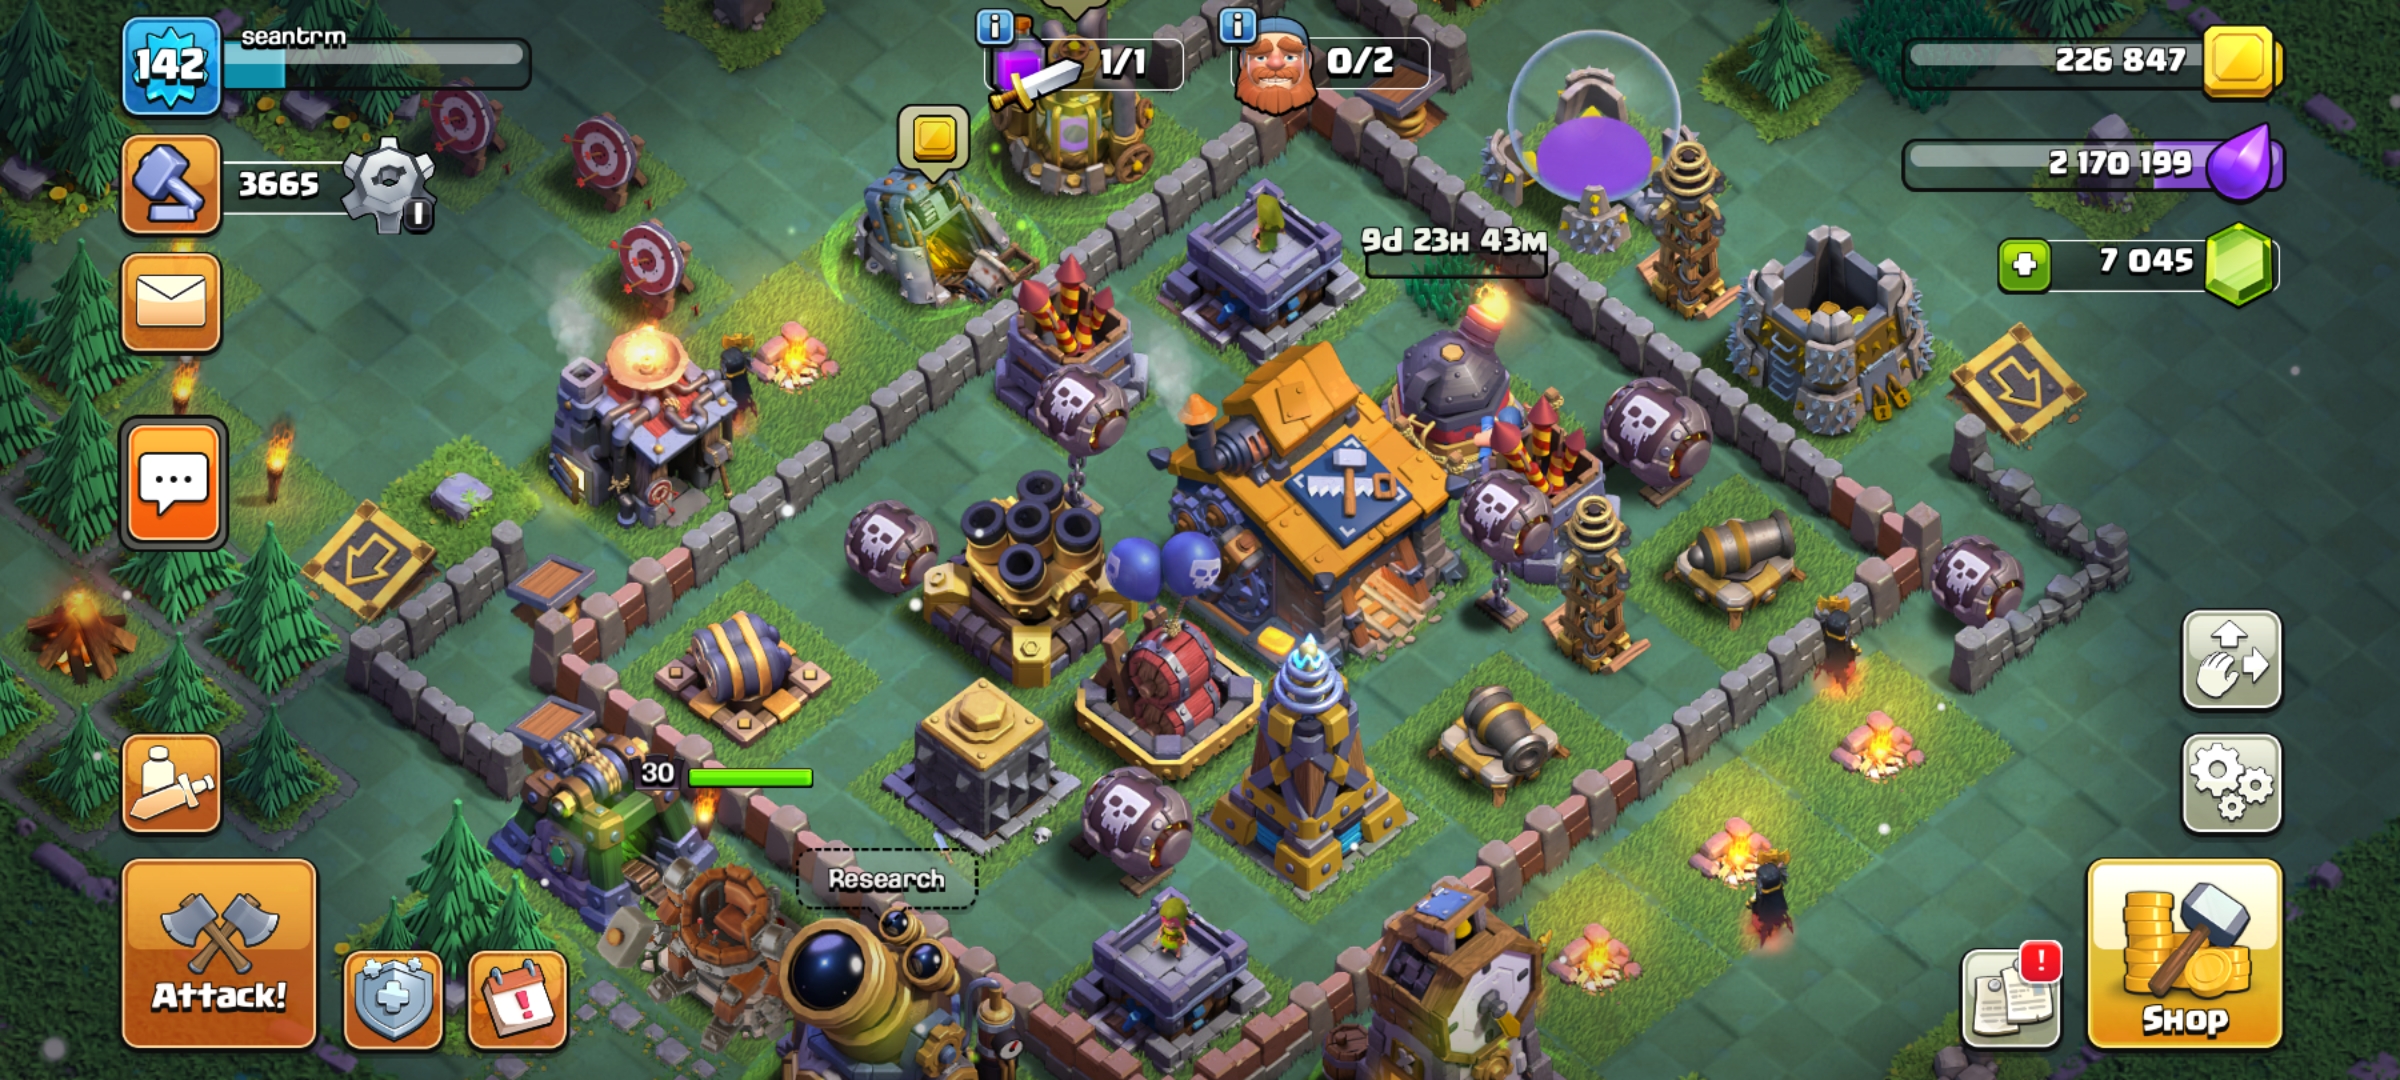 142
seantrm
1/1
0/2
226 847
3665
I
2 170 199
9d 23H 43M
7 045
30
Research
Attack!
!
!
Shop